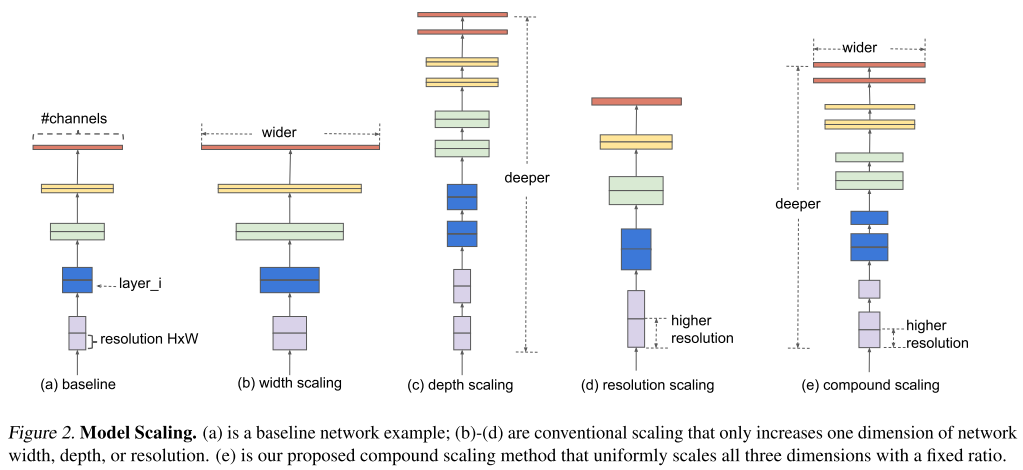 #channels
wider
deeper
wider
deeper
layer_i
resolution HxW
higher
resolution
higher
resolution
(a) baseline
(b) width scaling
(c) depth scaling
(d) resolution scaling
(e) compound scaling
Figure 2. Model Scaling. (a) is a baseline network example; (b)-(d) are conventional scaling that only increases one dimension of network
width, depth, or resolution. (e) is our proposed compound scaling method that uniformly scales all three dimensions with a fixed ratio.